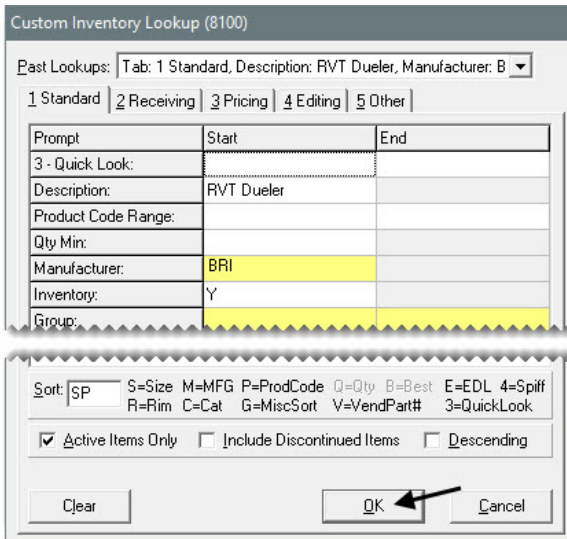 Custom Inventory Lookup (8100)
Past Lookups: Tab: 1 Standard, Description: RVT Dueler, Manufacturer: B
1 Standard 2 Receiving 3 Pricing 4 Editing 5 Other
Prompt Start End
3 - Quick Look:
Description: RVT Dueler
Product Code Range:
Qty Min:
Manufacturer: BRI
Inventory: Y
Group:
Sort: SP S=Size M=MFG P=ProdCode Q=Qty B=Best E=EDL 4=Spiff
R=Rim C=Cat G=MiscSort V=VendPart# 3=QuickLook
Active Items Only Include Discontinued Items Descending
Clear OK Cancel